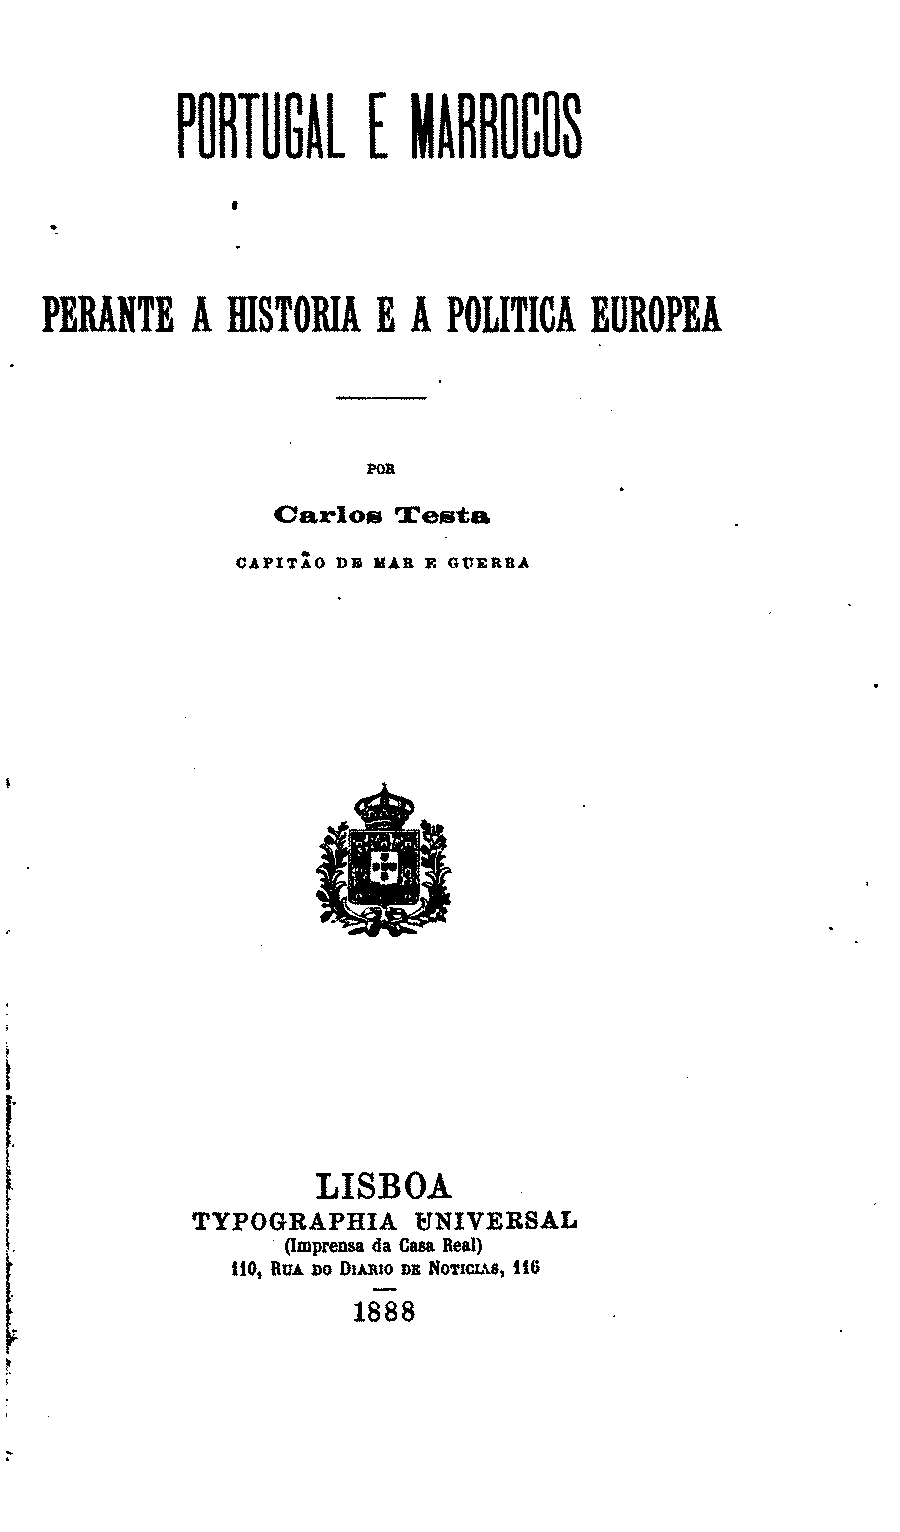 PORTUGAL E MARROCOS
PERANTE A HISTORIA E A POLITICA EUROPEA
POR
Carlos Testa
CAPITÃO DE MAR E GUERRA
LISBOA
TYPOGRAPHIA UNIVERSAL
(Imprensa da Casa Real)
110, RUA DO DIARIO DE NOTICIAS, 116
1888